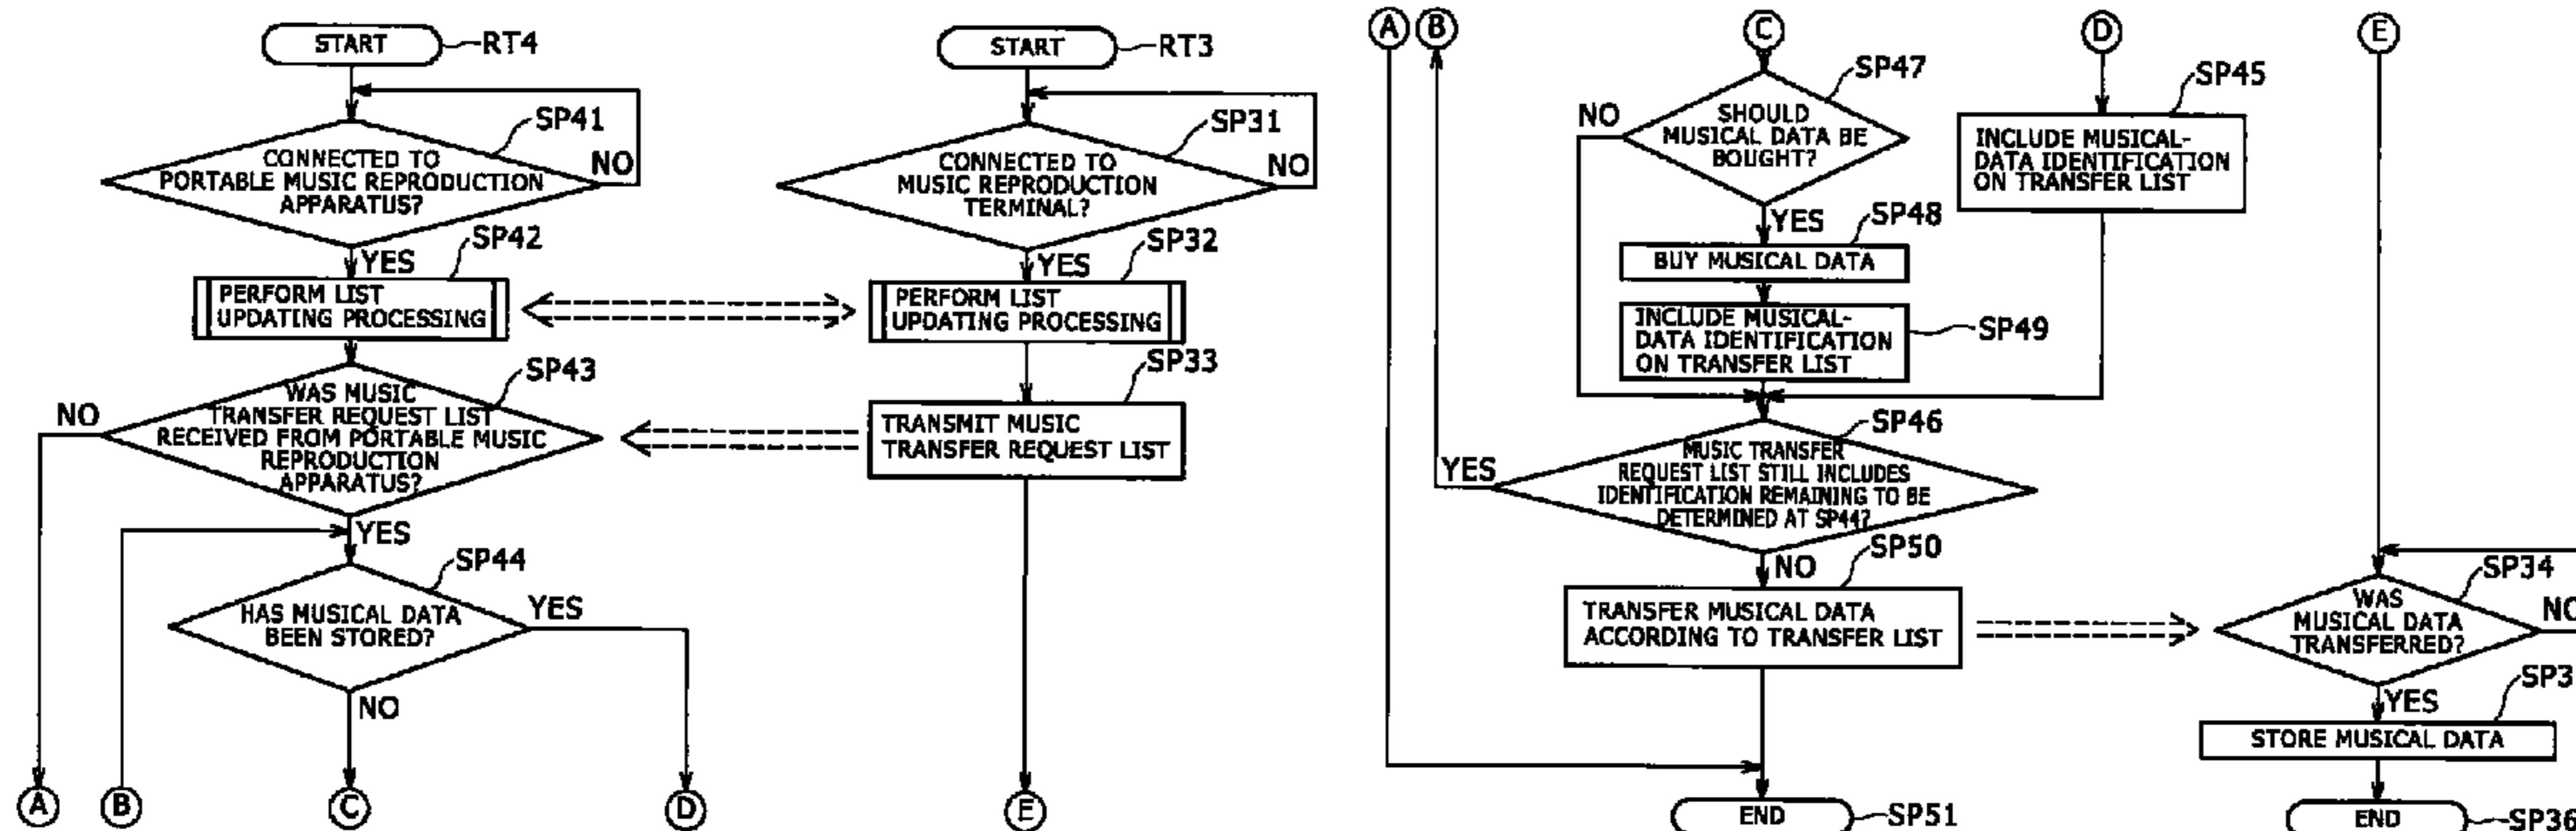 START
RT4
SP41
CONNECTED TO
PORTABLE MUSIC REPRODUCTION
APPARATUS?
NO
YES
SP42
PERFORM LIST
UPDATING PROCESSING
SP43
WAS MUSIC
TRANSFER REQUEST LIST
RECEIVED FROM PORTABLE MUSIC
REPRODUCTION
APPARATUS?
NO
YES
SP44
HAS MUSICAL DATA
BEEN STORED?
YES
NO
A
B
C
D
START
RT3
SP31
CONNECTED TO
MUSIC REPRODUCTION
TERMINAL?
NO
YES
SP32
PERFORM LIST
UPDATING PROCESSING
SP33
TRANSMIT MUSIC
TRANSFER REQUEST LIST
E
A
B
C
D
E
SP47
SHOULD
MUSICAL DATA BE
BOUGHT?
NO
YES
SP48
BUY MUSICAL DATA
INCLUDE MUSICAL-
DATA IDENTIFICATION
ON TRANSFER LIST
SP49
SP45
INCLUDE MUSICAL-
DATA IDENTIFICATION
ON TRANSFER LIST
SP46
MUSIC TRANSFER
REQUEST LIST STILL INCLUDES
IDENTIFICATION REMAINING TO BE
DETERMINED AT SP44?
YES
NO
SP50
TRANSFER MUSICAL DATA
ACCORDING TO TRANSFER LIST
END
SP51
SP34
WAS
MUSICAL DATA
TRANSFERRED?
NO
YES
SP3
STORE MUSICAL DATA
END
SP36